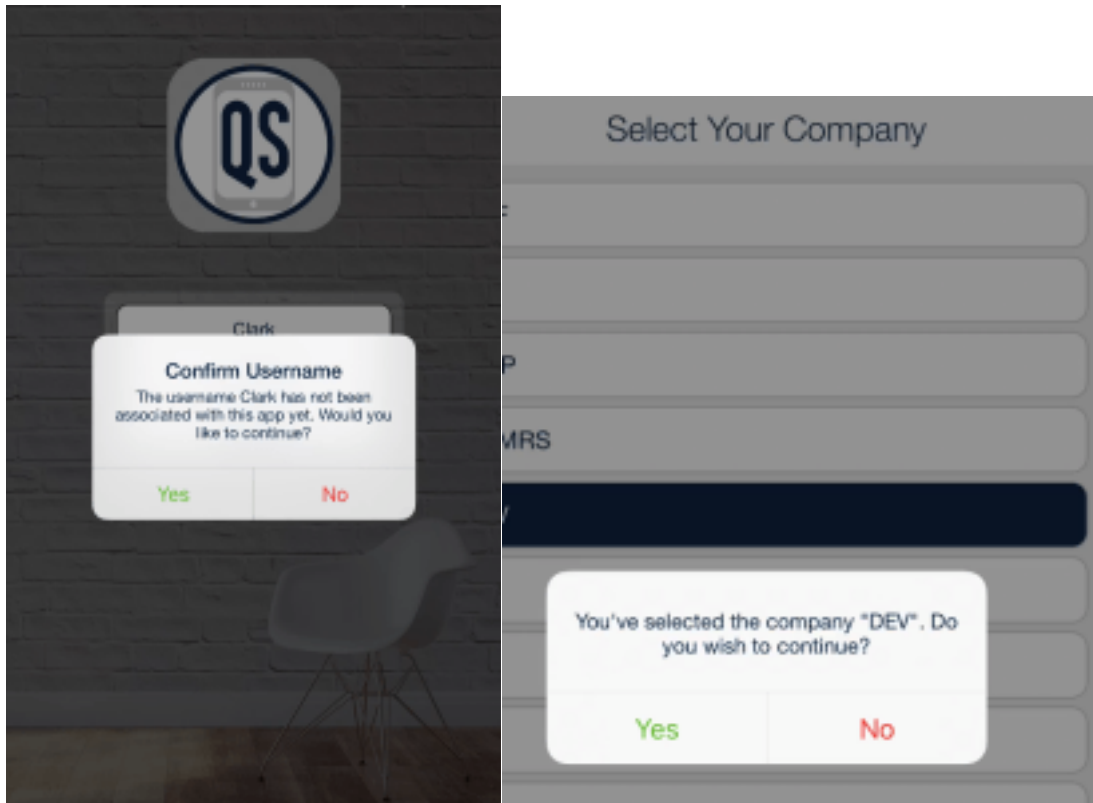 QS
Clark
Confirm Username
The username Clark has not been
associated with this app yet. Would you
like to continue?
Yes
No
Select Your Company
P
MRS
You've selected the company "DEV". Do
you wish to continue?
Yes
No